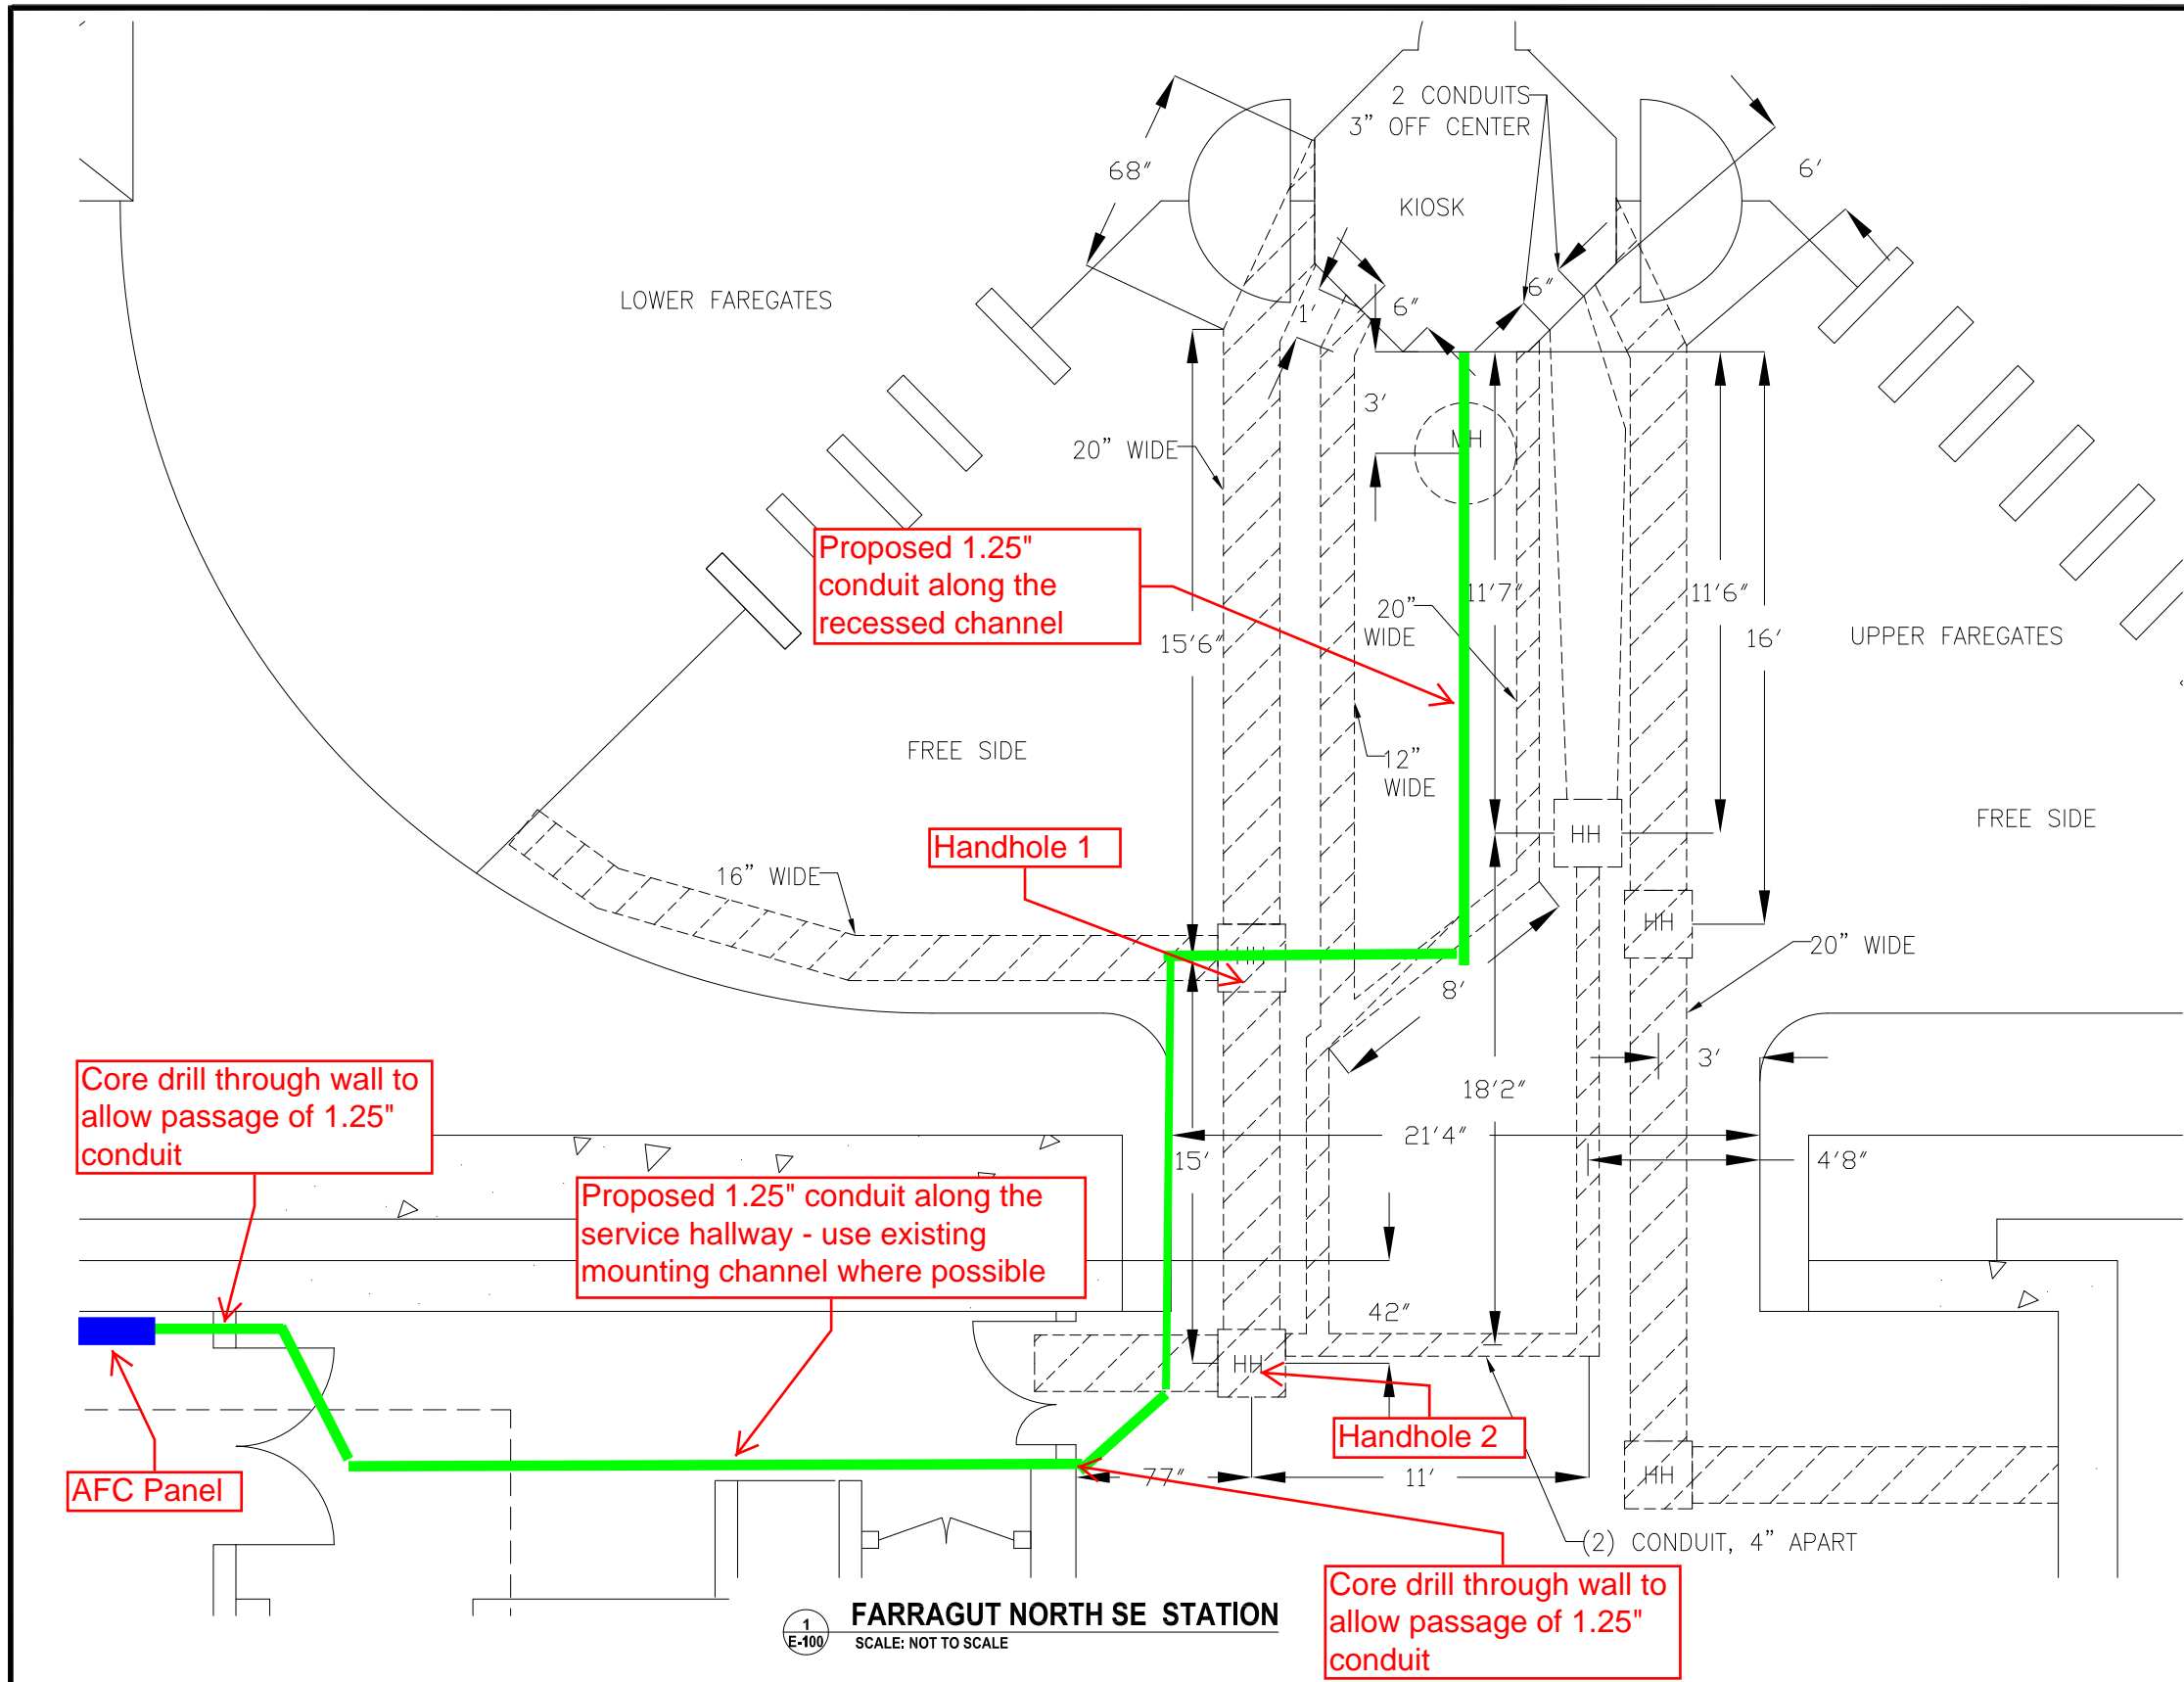 2 CONDUITS
3" OFF CENTER
68"
6'
KIOSK
LOWER FAREGATES
1'
6"
6"
3'
MH
20" WIDE
Proposed 1.25"
conduit along the
recessed channel
11'7"
11'6"
20"
WIDE
15'6"
16'
UPPER FAREGATES
FREE SIDE
12"
WIDE
FREE SIDE
HH
Handhole 1
16" WIDE
HH
20" WIDE
HH
8'
3'
Core drill through wall to
allow passage of 1.25"
conduit
18'2"
21'4"
15'
4'8"
Proposed 1.25" conduit along the
service hallway - use existing
mounting channel where possible
42"
HH
Handhole 2
AFC Panel
77"
11'
HH
(2) CONDUIT, 4" APART
Core drill through wall to
allow passage of 1.25"
conduit
1
E-100
FARRAGUT NORTH SE STATION
SCALE: NOT TO SCALE